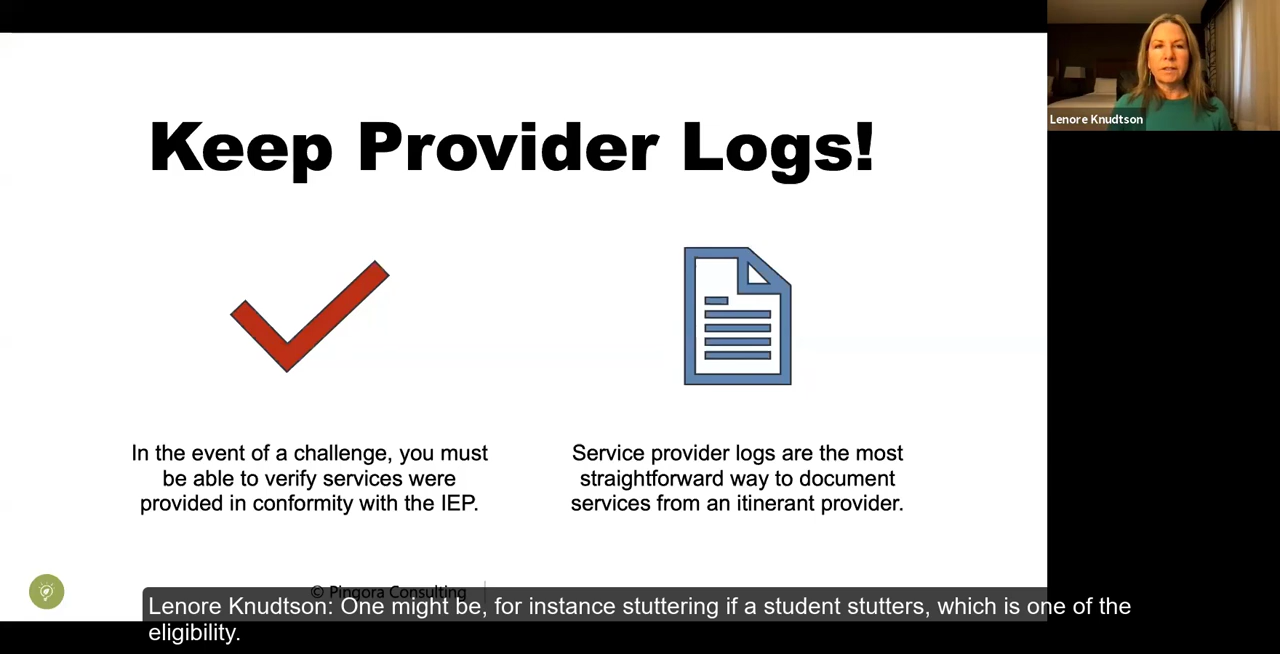 Keep Provider Logs!
Lenore Knudtson
In the event of a challenge, you must
be able to verify services were
provided in conformity with the IEP.
Service provider logs are the most
straightforward way to document
services from an itinerant provider.
© Pingora Consulting
Lenore Knudtson: One might be, for instance stuttering if a student stutters, which is one of the
eligibility.